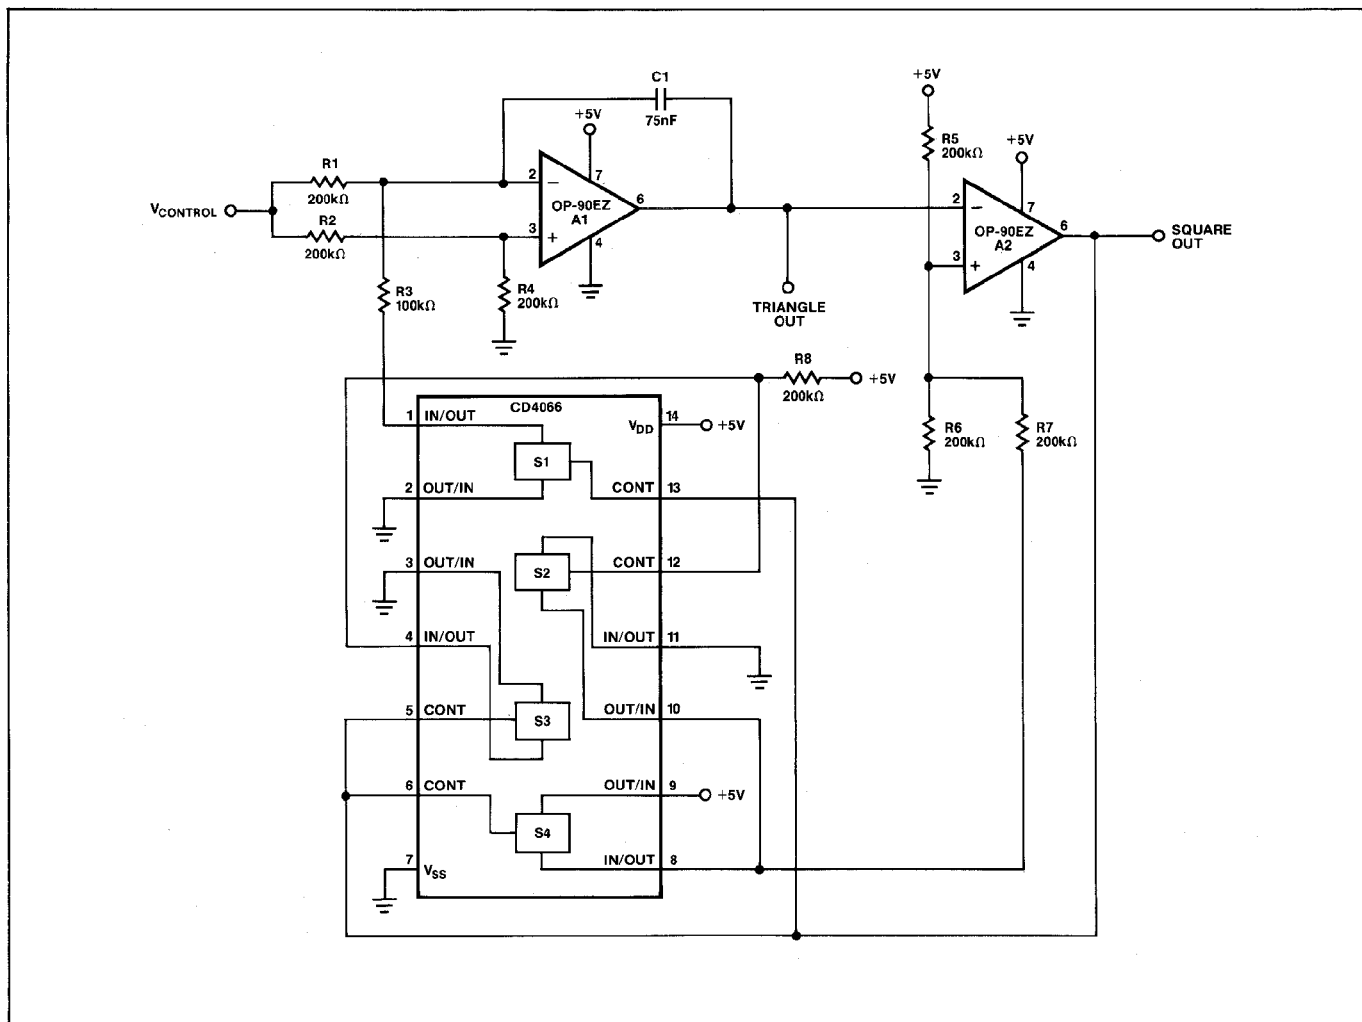 C1
75nF
+5V
R1
200kΩ
VCONTROL
R2
200kΩ
2
3
7
6
4
OP-90EZ
A1
−
+
R3
100kΩ
R4
200kΩ
TRIANGLE
OUT
+5V
R5
200kΩ
+5V
2
3
7
6
4
OP-90EZ
A2
−
+
SQUARE
OUT
R8
200kΩ
+5V
R6
200kΩ
R7
200kΩ
CD4066
1 IN/OUT
VDD 14 +5V
S1
2 OUT/IN
CONT 13
3 OUT/IN
S2
CONT 12
4 IN/OUT
IN/OUT 11
5 CONT
S3
OUT/IN 10
6 CONT
OUT/IN 9 +5V
S4
7 VSS
IN/OUT 8